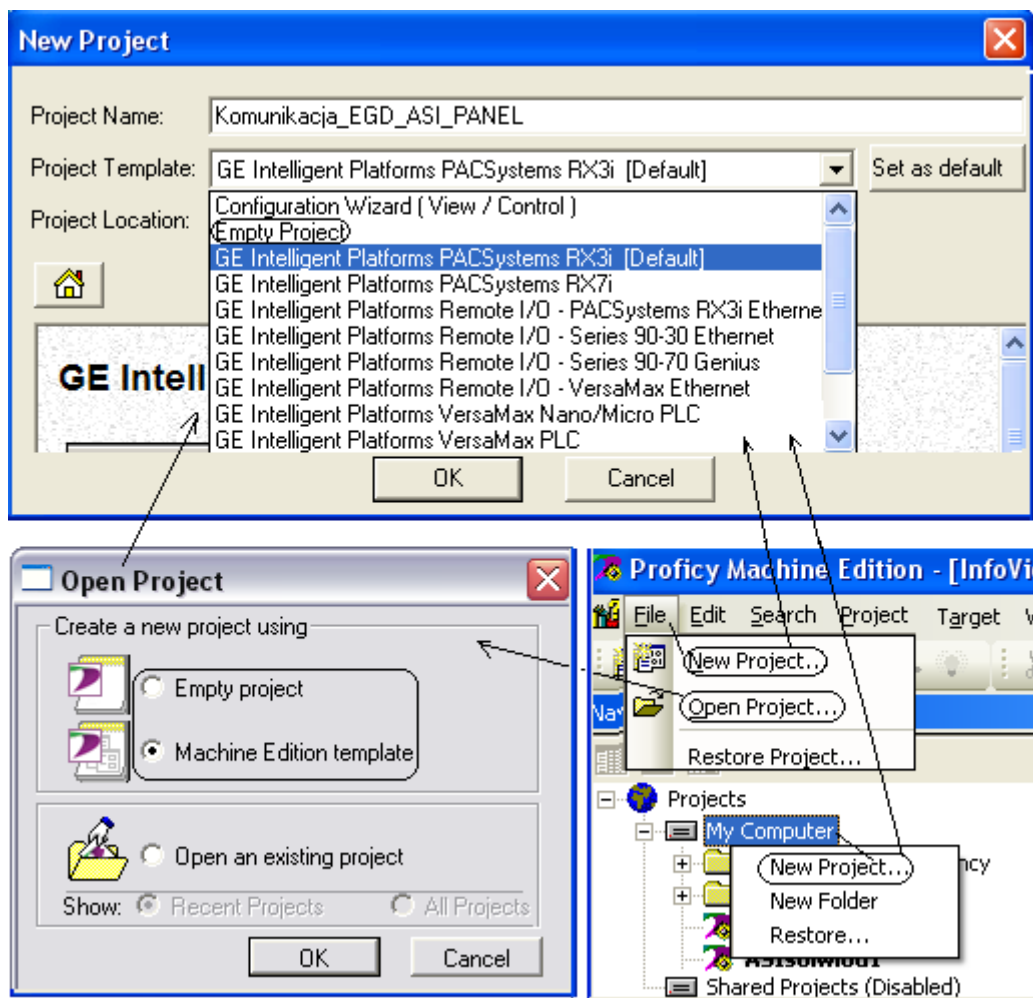 New Project
Project Name: Komunikacja_EGD_ASI_PANEL
Project Template: GE Intelligent Platforms PACSystems RX3i [Default] Set as default
Project Location:
Configuration Wizard ( View / Control )
Empty Project
GE Intelligent Platforms PACSystems RX3i [Default]
GE Intelligent Platforms PACSystems RX7i
GE Intelligent Platforms Remote I/O - PACSystems RX3i Etherne
GE Intelligent Platforms Remote I/O - Series 90-30 Ethernet
GE Intelligent Platforms Remote I/O - Series 90-70 Genius
GE Intelligent Platforms Remote I/O - VersaMax Ethernet
GE Intelligent Platforms VersaMax Nano/Micro PLC
GE Intelligent Platforms VersaMax PLC
GE Intell
OK Cancel
Open Project
Create a new project using
Empty project
Machine Edition template
Open an existing project
Show: Recent Projects All Projects
OK Cancel
Proficy Machine Edition - [InfoVi
File Edit Search Project Target
New Project...
Open Project...
Restore Project...
Nav
Projects
My Computer
New Project...
ncy
New Folder
Restore...
Shared Projects (Disabled)